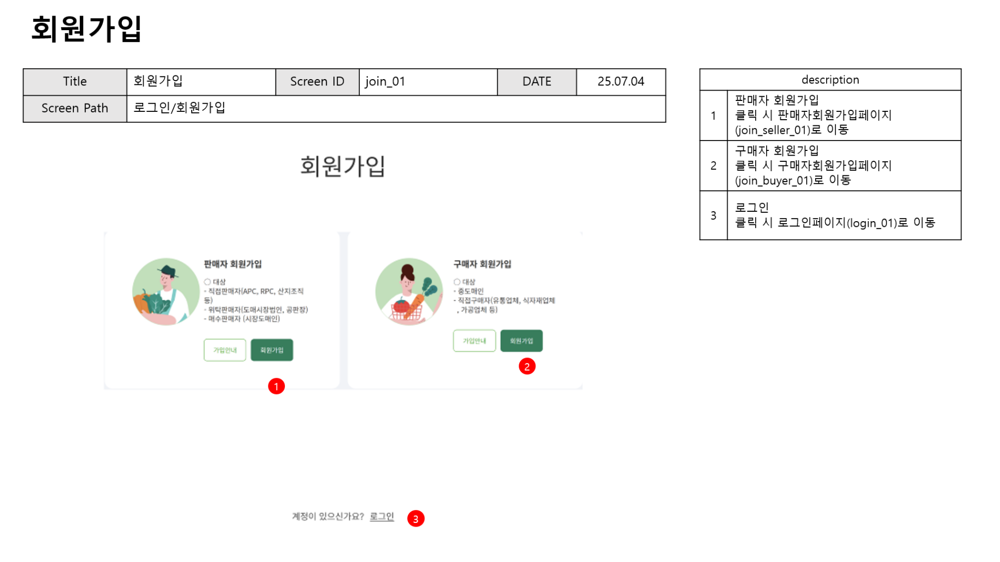 회원가입
Title 회원가입 Screen ID join_01 DATE 25.07.04
Screen Path 로그인/회원가입
회원가입
판매자 회원가입
○ 대상
- 직접판매자(APC, RPC, 산지조직
등)
- 위탁판매자(도매시장법인, 공판장)
- 매수판매자 (시장도매인)
가입안내 회원가입
1
구매자 회원가입
○ 대상
- 중도매인
- 직접구매자(유통업체, 식자재업체
, 가공업체 등)
가입안내 회원가입
2
계정이 있으신가요? 로그인 3
description
1 판매자 회원가입
클릭 시 판매자회원가입페이지
(join_seller_01)로 이동
2 구매자 회원가입
클릭 시 구매자회원가입페이지
(join_buyer_01)로 이동
3 로그인
클릭 시 로그인페이지(login_01)로 이동